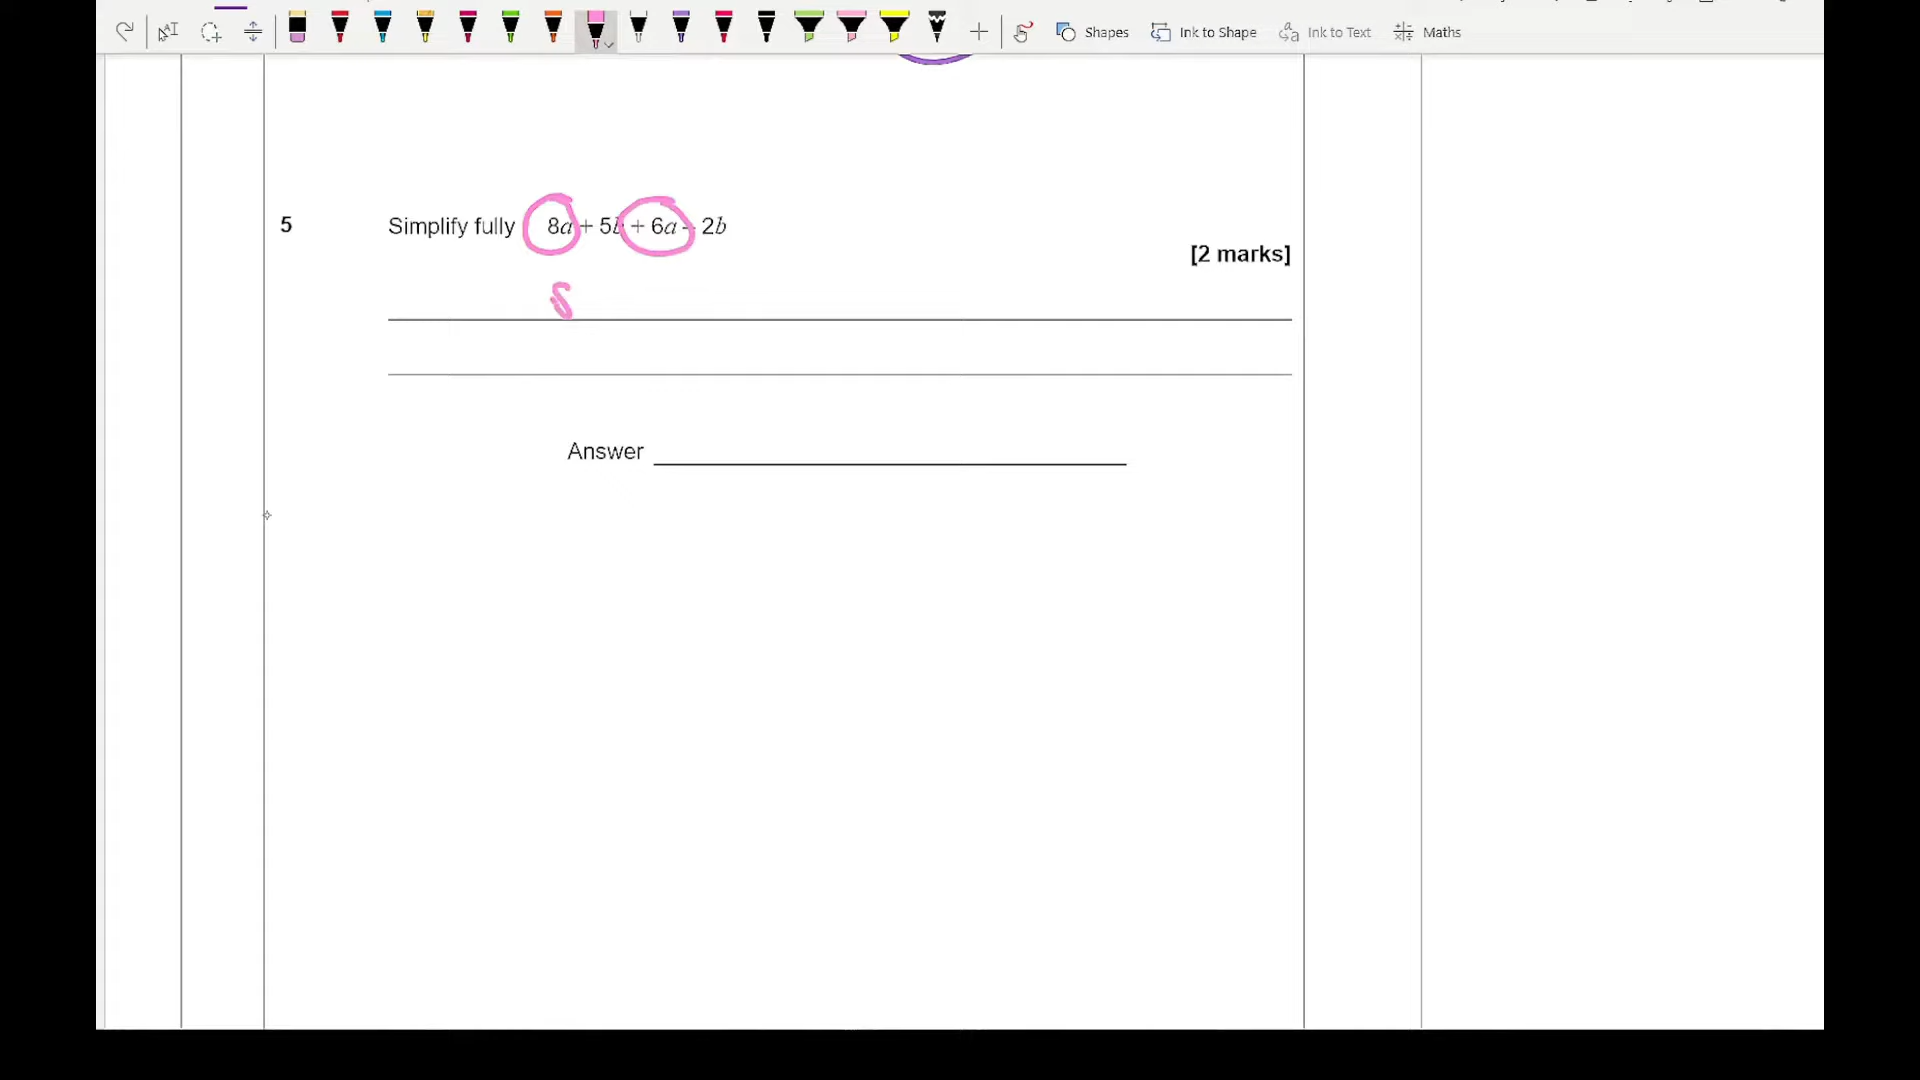 Shapes Ink to Shape Ink to Text Maths
5 Simplify fully 8a + 5b + 6a - 2b
[2 marks]
8
Answer